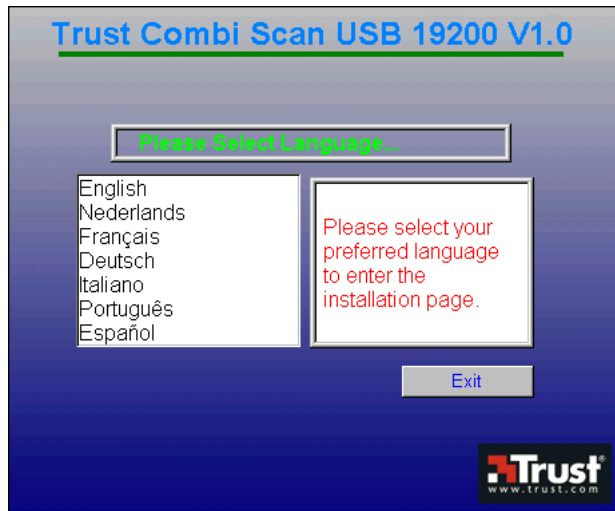 Trust Combi Scan USB 19200 V1.0
Please Select Language...
English
Nederlands
Français
Deutsch
Italiano
Português
Español
Please select your
preferred language
to enter the
installation page.
Exit
Trust
www.trust.com